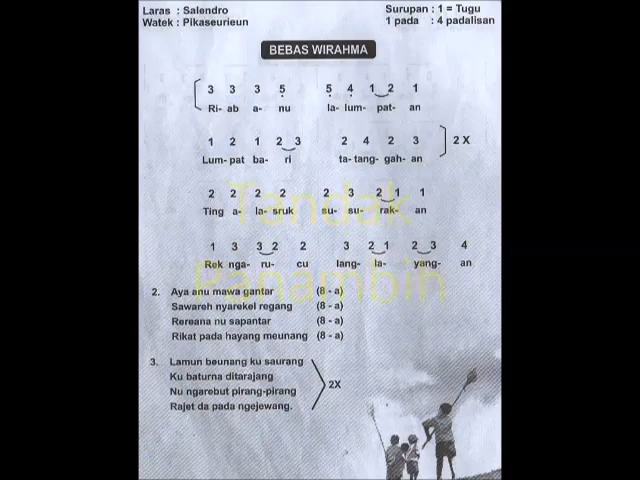 Laras : Salendro
Watek : Pikaseurieun
Surupan : 1 = Tugu
1 pada : 4 padalisan
BEBAS WIRAHMA
3 3 3 5 5 4 1 2 1
Ri- ab a- nu la- lum- pat- an
1 2 1 2 3 2 4 2 3
Lum- pat ba- ri ta- tang- gah- an
2 X
2 2 2 2 2 3 2 1 1
Ting a- la- sruk su- su- rak- an
1 3 3 2 2 3 2 1 2 3 4
Rek nga- ru- cu lang- la- yang- an
Tandak
Panambih
2. Aya anu mawa gantar (8 - a)
Sawareh nyarekel regang (8 - a)
Rereana nu sapantar (8 - a)
Rikat pada hayang meunang (8 - a)
3. Lamun beunang ku saurang
Ku baturna ditarajang
2X
Nu ngarebut pirang-pirang
Rajet da pada ngejewang.